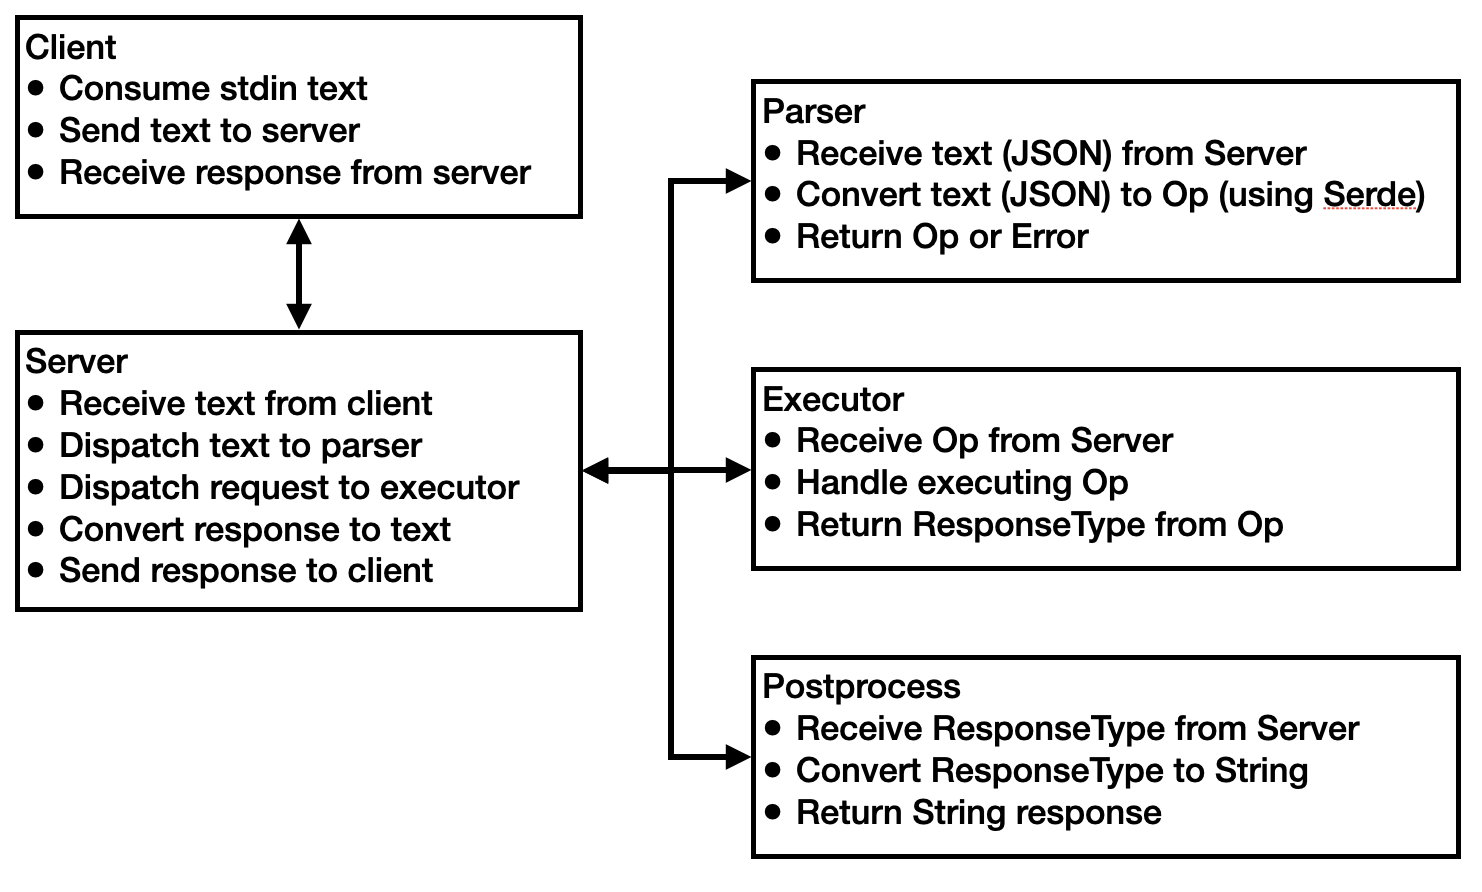 Client
● Consume stdin text
● Send text to server
● Receive response from server
Server
● Receive text from client
● Dispatch text to parser
● Dispatch request to executor
● Convert response to text
● Send response to client
Parser
● Receive text (JSON) from Server
● Convert text (JSON) to Op (using Serde)
● Return Op or Error
Executor
● Receive Op from Server
● Handle executing Op
● Return ResponseType from Op
Postprocess
● Receive ResponseType from Server
● Convert ResponseType to String
● Return String response